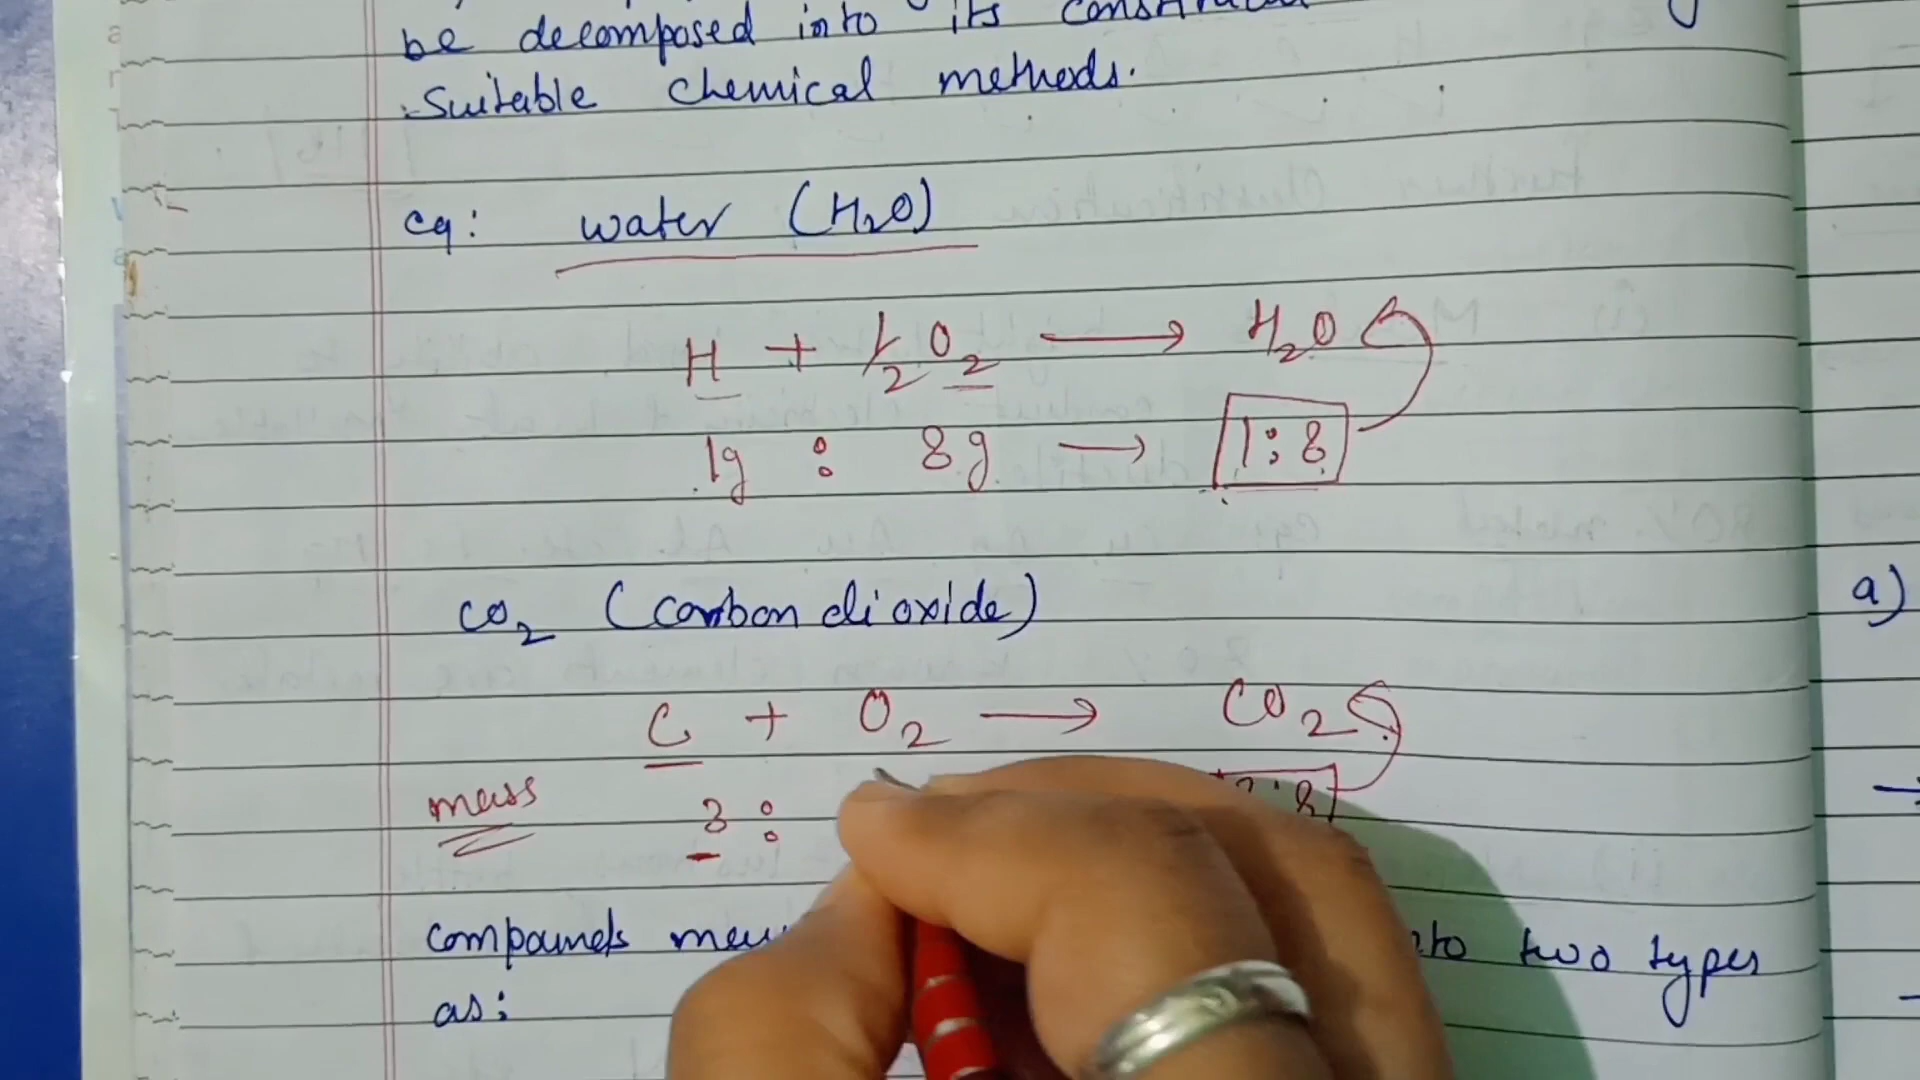 be decomposed into its
Suitable chemical methods.
eg: water (H2O)
H + 1/2 O2 → H2O
1g : 8g → 1:8
CO2 (carbon dioxide)
C + O2 → CO2
mass 3 :
compounds two types
as:
a)